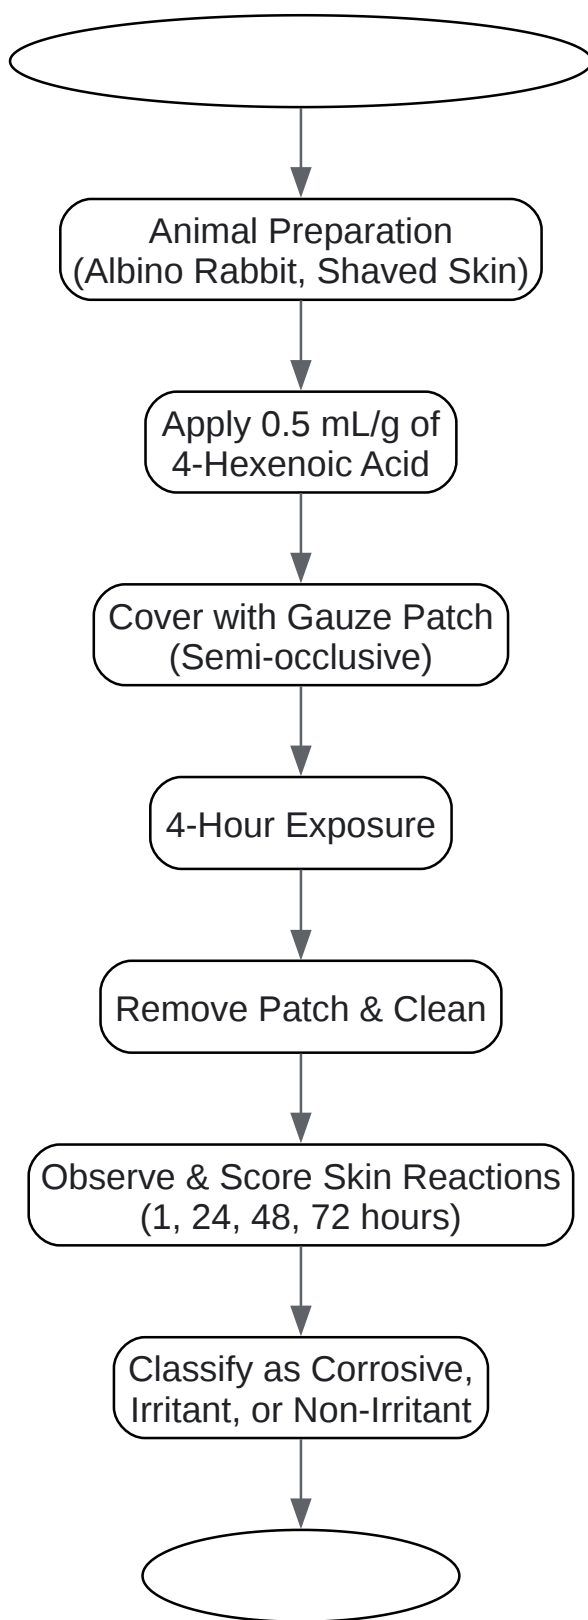 Animal Preparation
(Albino Rabbit, Shaved Skin)
Apply 0.5 mL/g of
4-Hexenoic Acid
Cover with Gauze Patch
(Semi-occlusive)
4-Hour Exposure
Remove Patch & Clean
Observe & Score Skin Reactions
(1, 24, 48, 72 hours)
Classify as Corrosive,
Irritant, or Non-Irritant